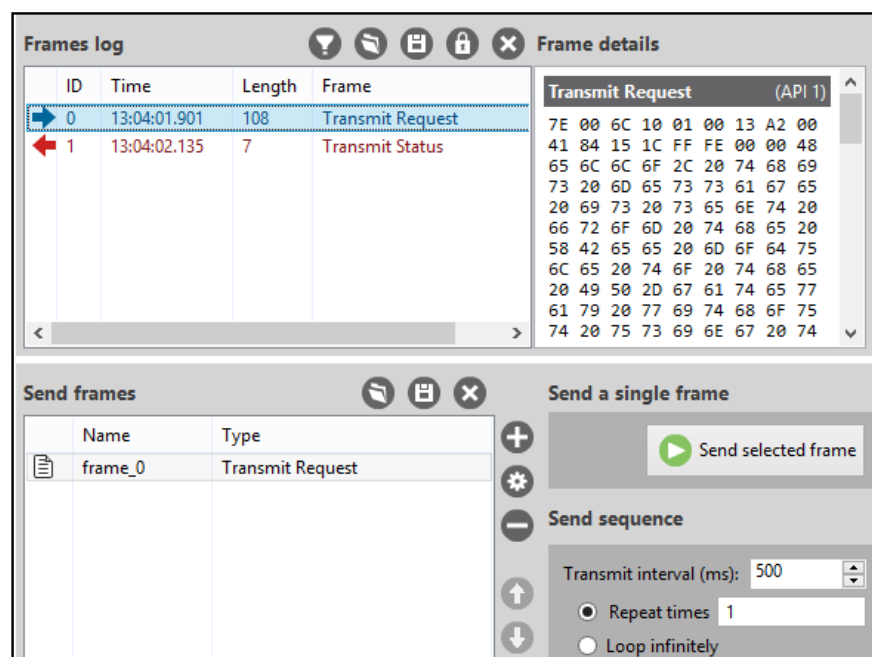 Frames log
Frame details
ID Time Length Frame
0 13:04:01.901 108 Transmit Request
1 13:04:02.135 7 Transmit Status
Transmit Request (API 1)
7E 00 6C 10 01 00 13 A2 00
41 84 15 1C FF FE 00 00 48
65 6C 6C 6F 2C 20 74 68 69
73 20 6D 65 73 73 61 67 65
20 69 73 20 73 65 6E 74 20
66 72 6F 6D 20 74 68 65 20
58 42 65 65 20 6D 6F 64 75
6C 65 20 74 6F 20 74 68 65
20 49 50 2D 67 61 74 65 77
61 79 20 77 69 74 68 6F 75
74 20 75 73 69 6E 67 20 74
Send frames
Name Type
frame_0 Transmit Request
Send a single frame
Send selected frame
Send sequence
Transmit interval (ms): 500
Repeat times 1
Loop infinitely